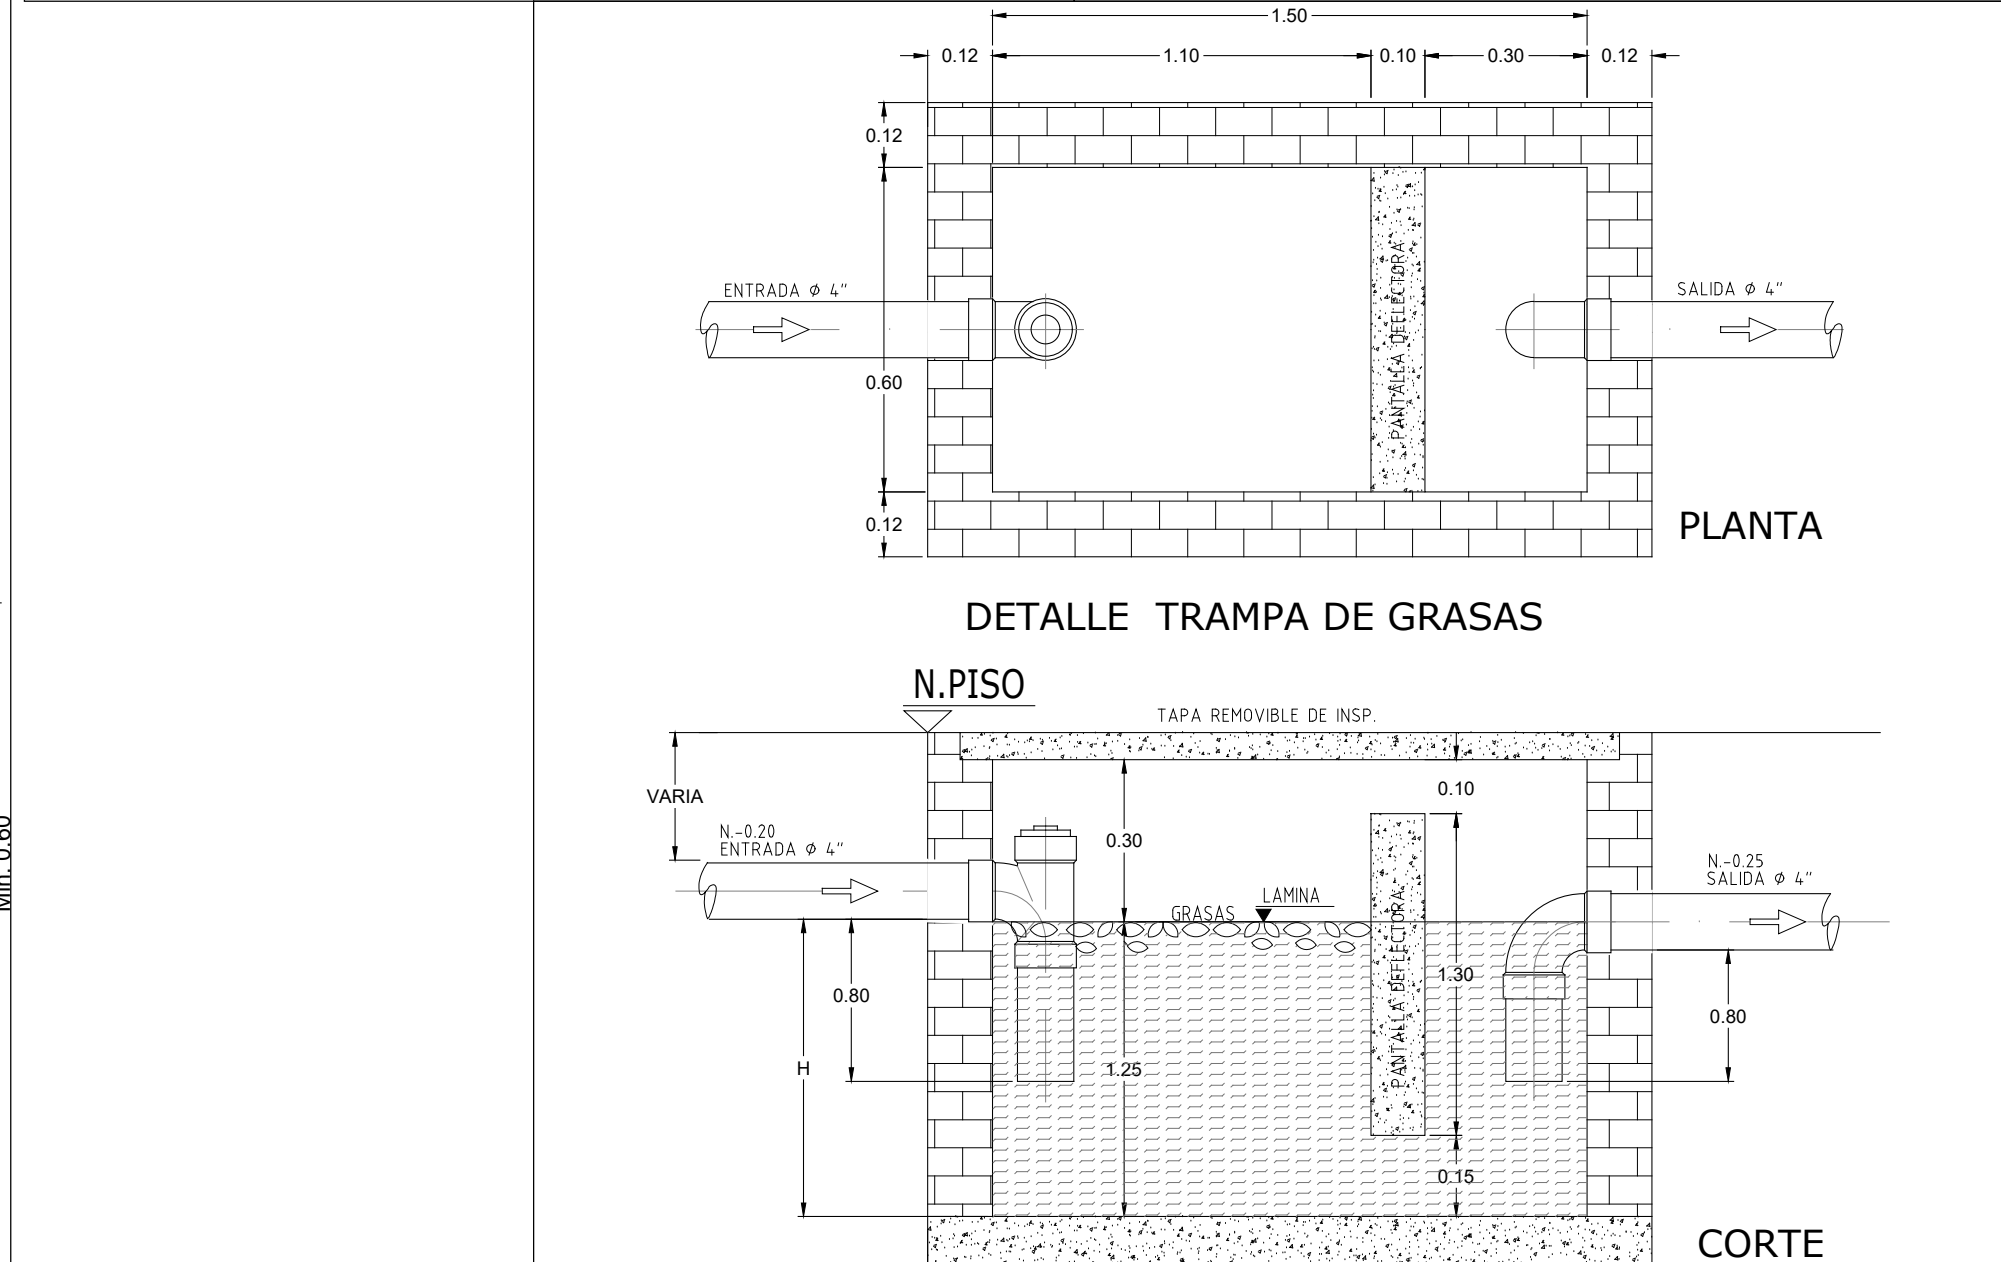 1.50
0.12
1.10
0.10
0.30
0.12
0.12
ENTRADA Φ 4"
PANTALLA DEFLECTORA
SALIDA Φ 4"
0.60
0.12
PLANTA
DETALLE TRAMPA DE GRASAS
N.PISO
TAPA REMOVIBLE DE INSP.
VARIA
0.10
N.-0.20
ENTRADA Φ 4"
0.30
Min. 0.60
N.-0.25
SALIDA Φ 4"
LAMINA
GRASAS
PANTALLA DEFLECTORA
1.30
0.80
0.80
H
1.25
0.15
CORTE